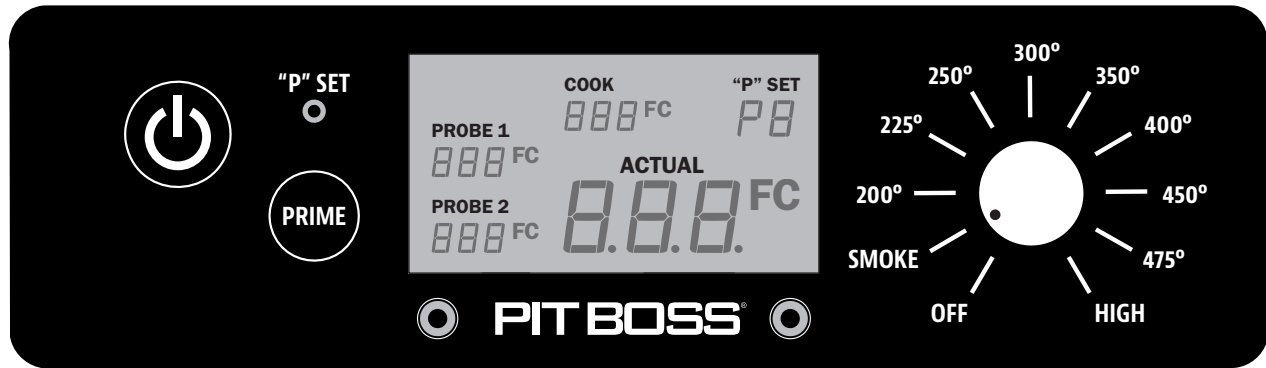 "P" SET
PRIME
COOK
888 FC
"P" SET
P8
PROBE 1
888 FC
PROBE 2
888 FC
ACTUAL
8.8.8. FC
PIT BOSS®
OFF
SMOKE
200º
225º
250º
300º
350º
400º
450º
475º
HIGH